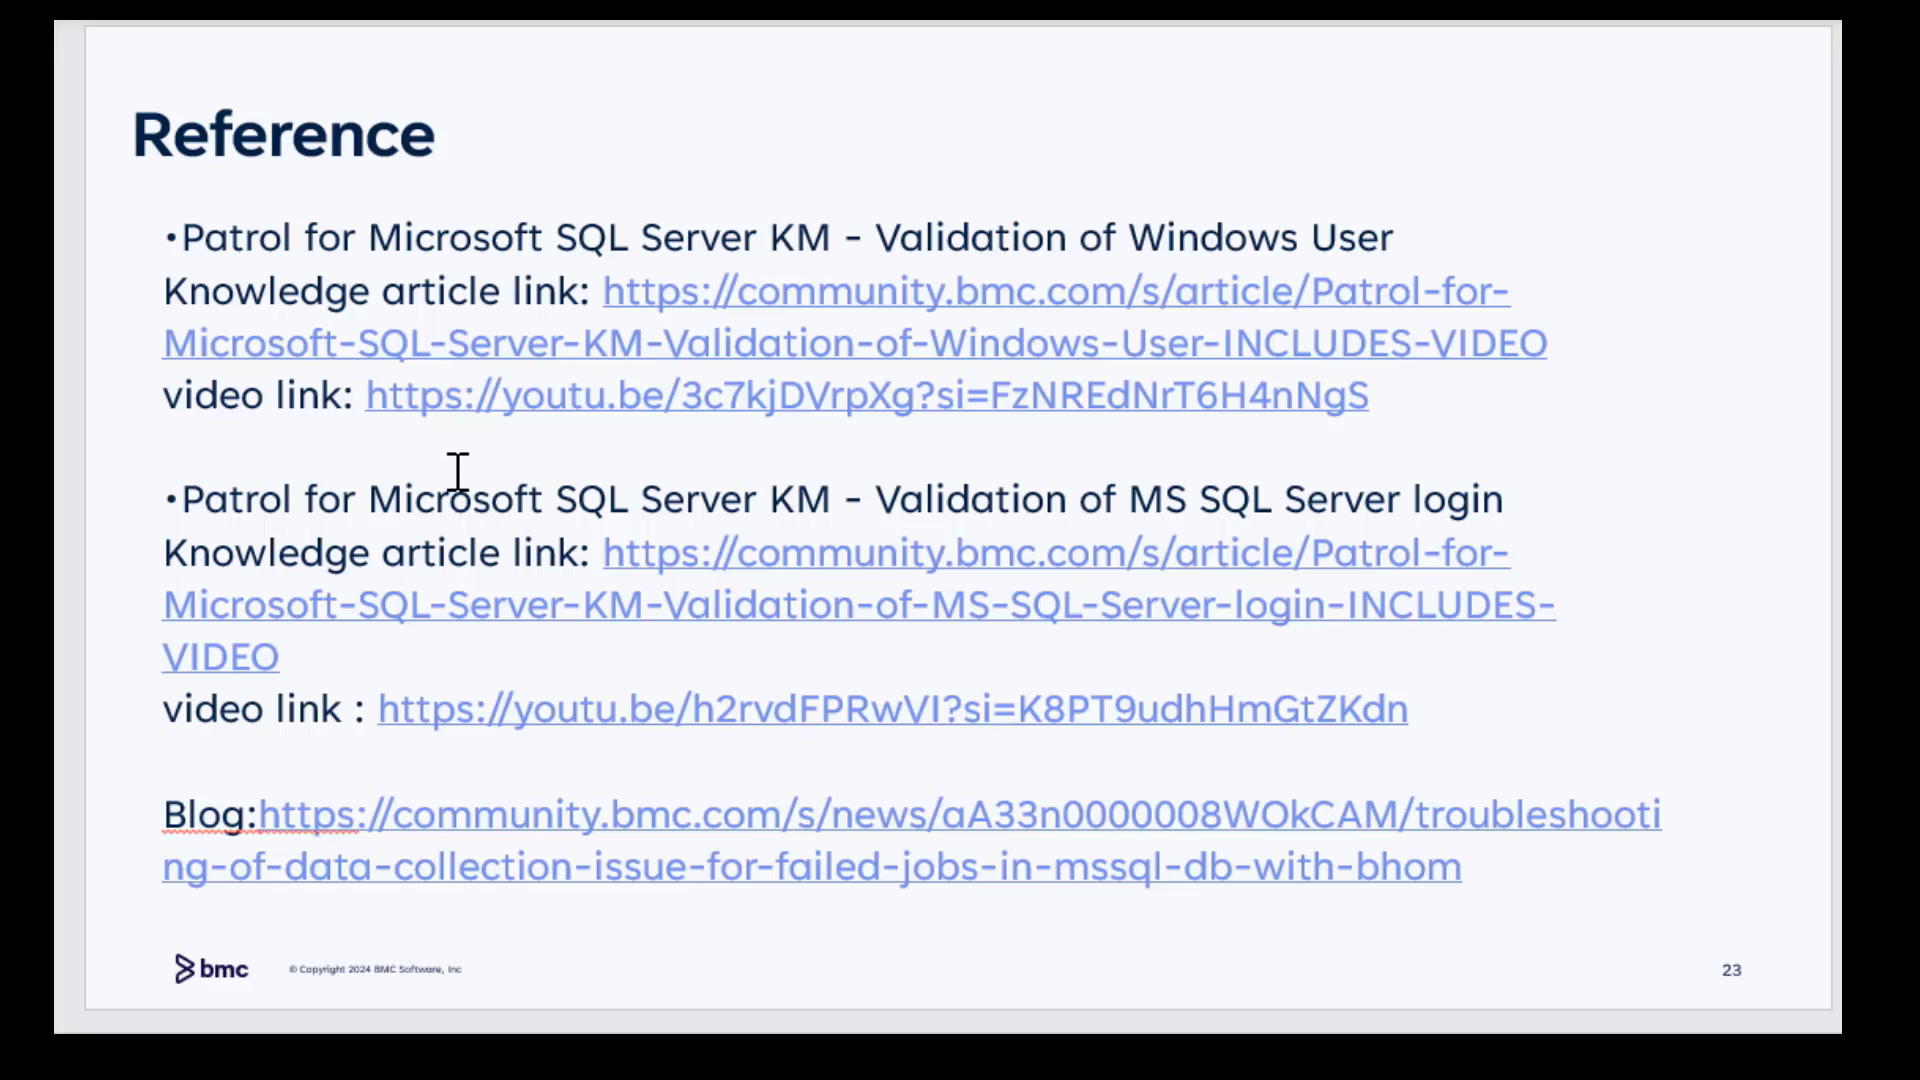 Reference
•Patrol for Microsoft SQL Server KM - Validation of Windows User
Knowledge article link: https://community.bmc.com/s/article/Patrol-for-
Microsoft-SQL-Server-KM-Validation-of-Windows-User-INCLUDES-VIDEO
video link: https://youtu.be/3c7kjDVrpXg?si=FzNREdNrT6H4nNgS
•Patrol for Microsoft SQL Server KM - Validation of MS SQL Server login
Knowledge article link: https://community.bmc.com/s/article/Patrol-for-
Microsoft-SQL-Server-KM-Validation-of-MS-SQL-Server-login-INCLUDES-
VIDEO
video link : https://youtu.be/h2rvdFPRwVI?si=K8PT9udhHmGtZKdn
Blog:https://community.bmc.com/s/news/aA33n0000008WOkCAM/troubleshooti
ng-of-data-collection-issue-for-failed-jobs-in-mssql-db-with-bhom
bmc © Copyright 2024 BMC Software, Inc 23